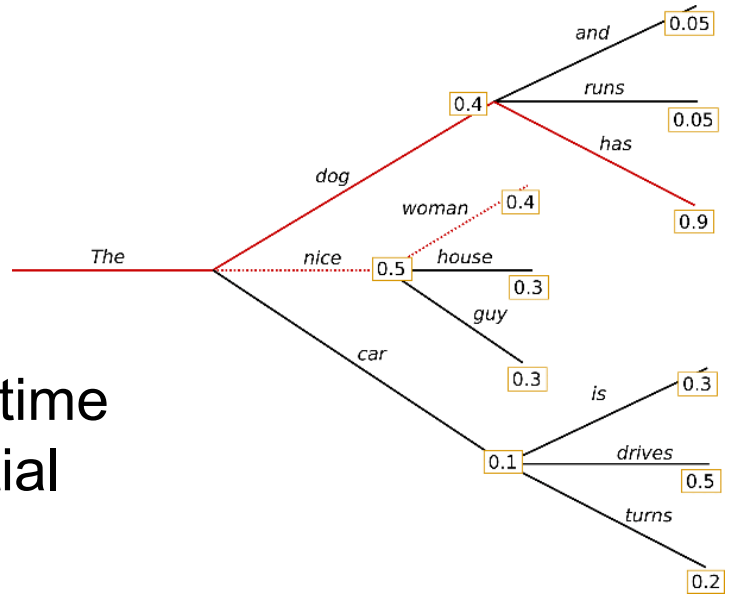 and
0.05
runs
0.4
0.05
has
dog
0.9
woman
0.4
The
nice
0.5
house
0.3
guy
0.3
car
time
ial
is
0.3
drives
0.1
0.5
turns
0.2